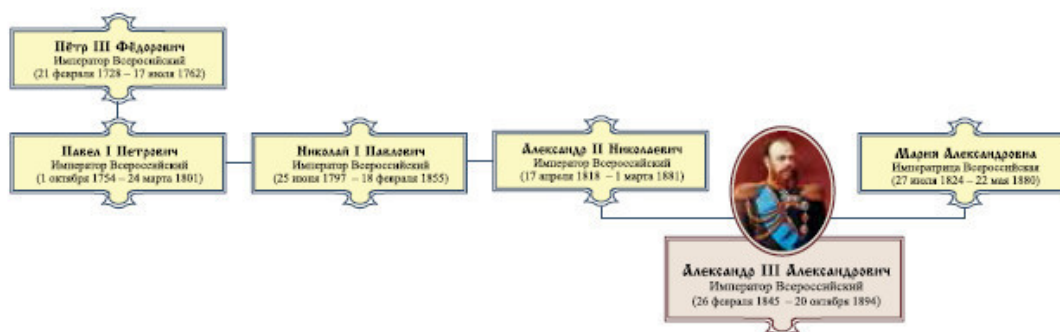 Пётр III Фёдорович
Император Всеросийский
(21 февраля 1728 – 17 июля 1762)
Павел I Петрович
Император Всероссийский
(1 октября 1754 – 24 марта 1801)
Николай I Павлович
Император Всероссийский
(25 июня 1797 – 18 февраля 1855)
Александр II Николаевич
Император Всероссийский
(17 апреля 1818 – 1 марта 1881)
Мария Александровна
Императрица Всероссийская
(27 июля 1824 – 22 мая 1880)
Александр III Александрович
Император Всероссийский
(26 февраля 1845 – 20 октября 1894)